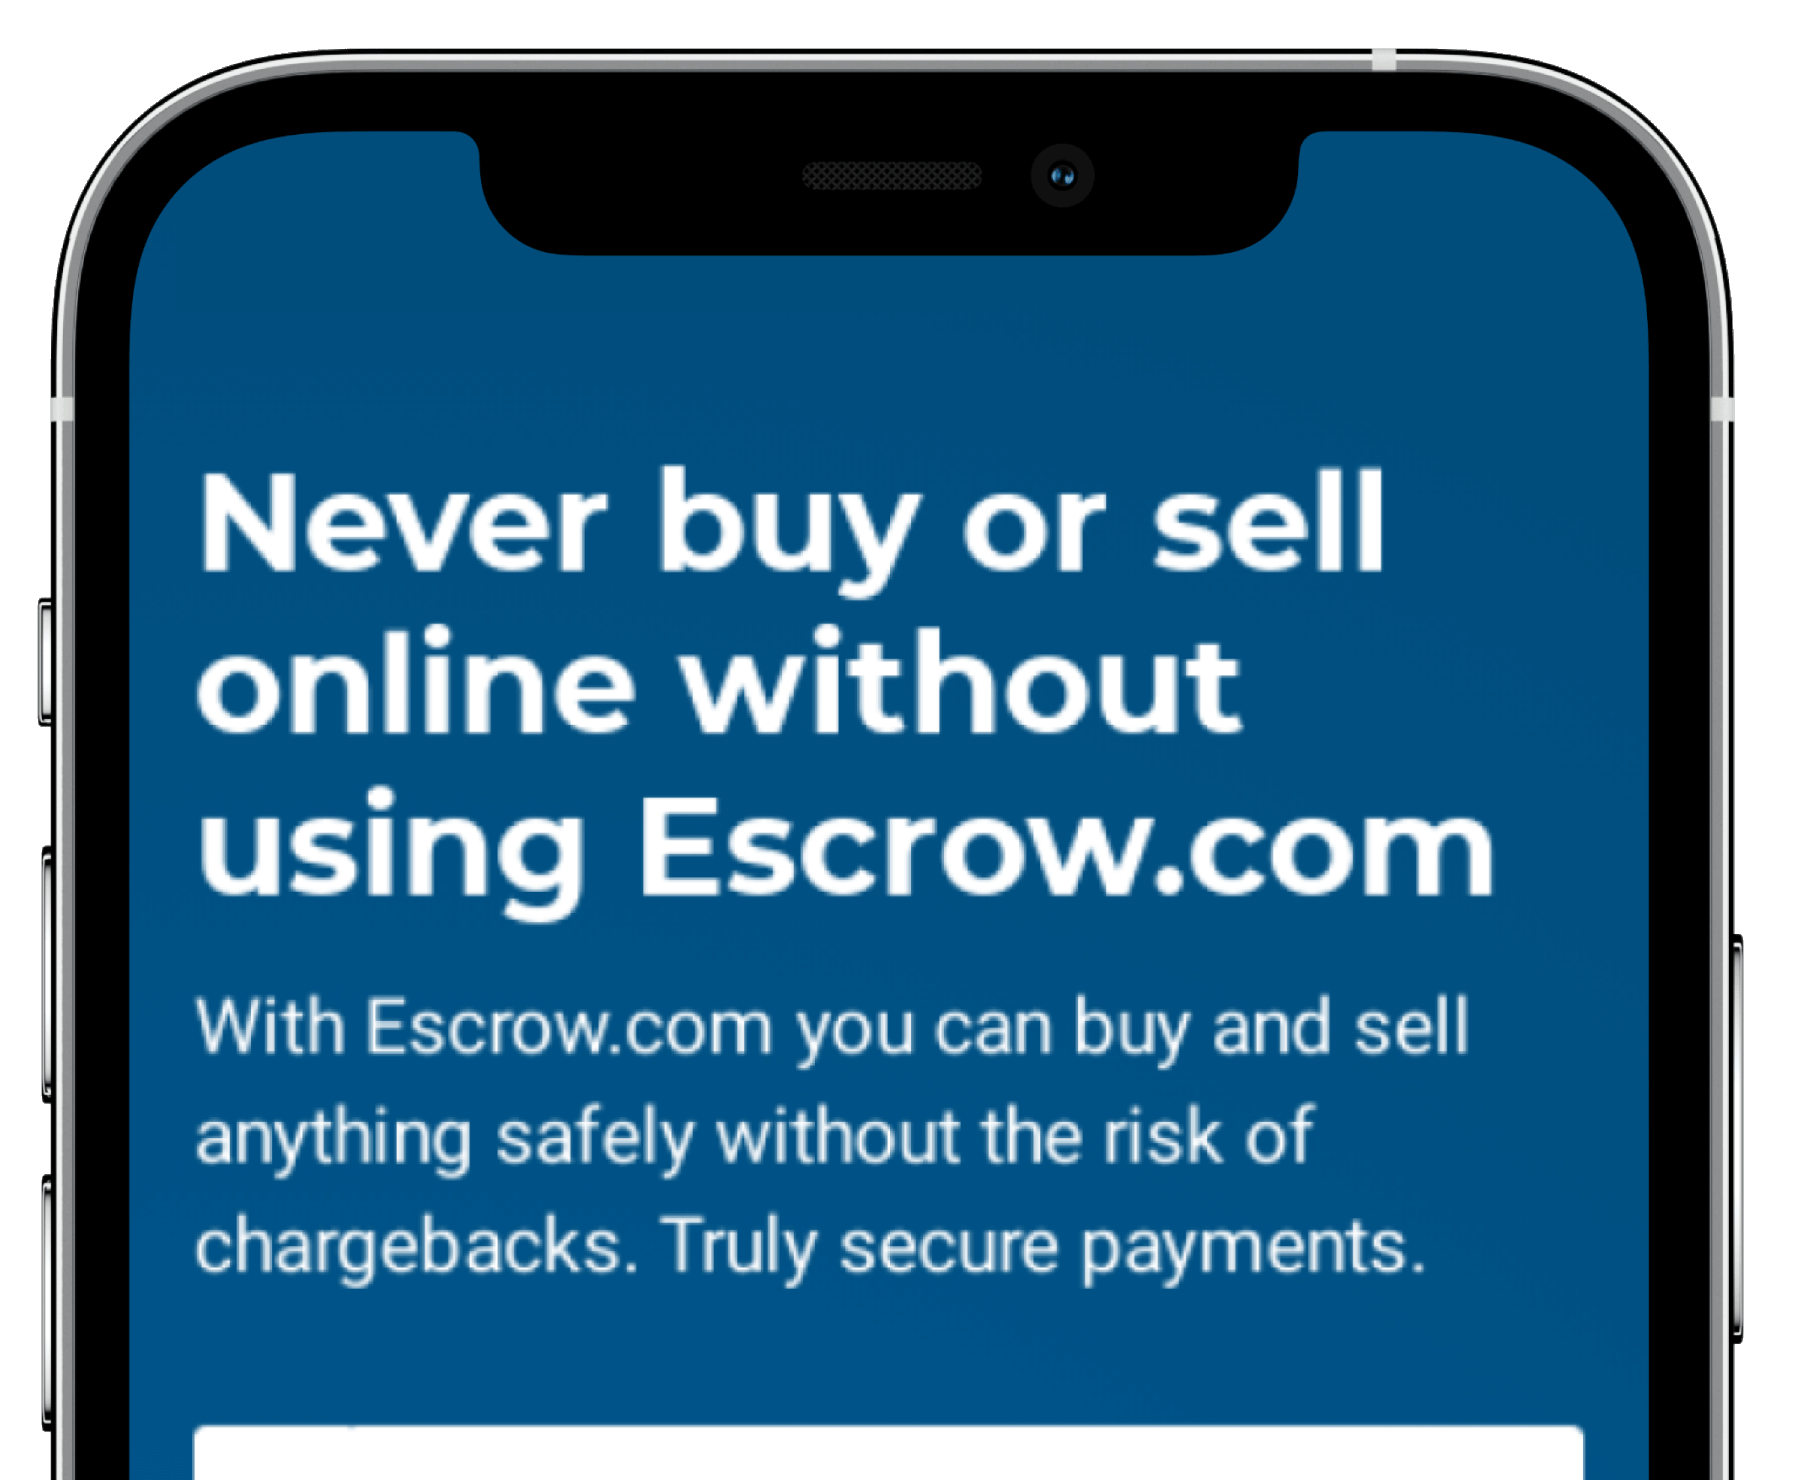 Never buy or sell
online without
using Escrow.com
With Escrow.com you can buy and sell
anything safely without the risk of
chargebacks. Truly secure payments.